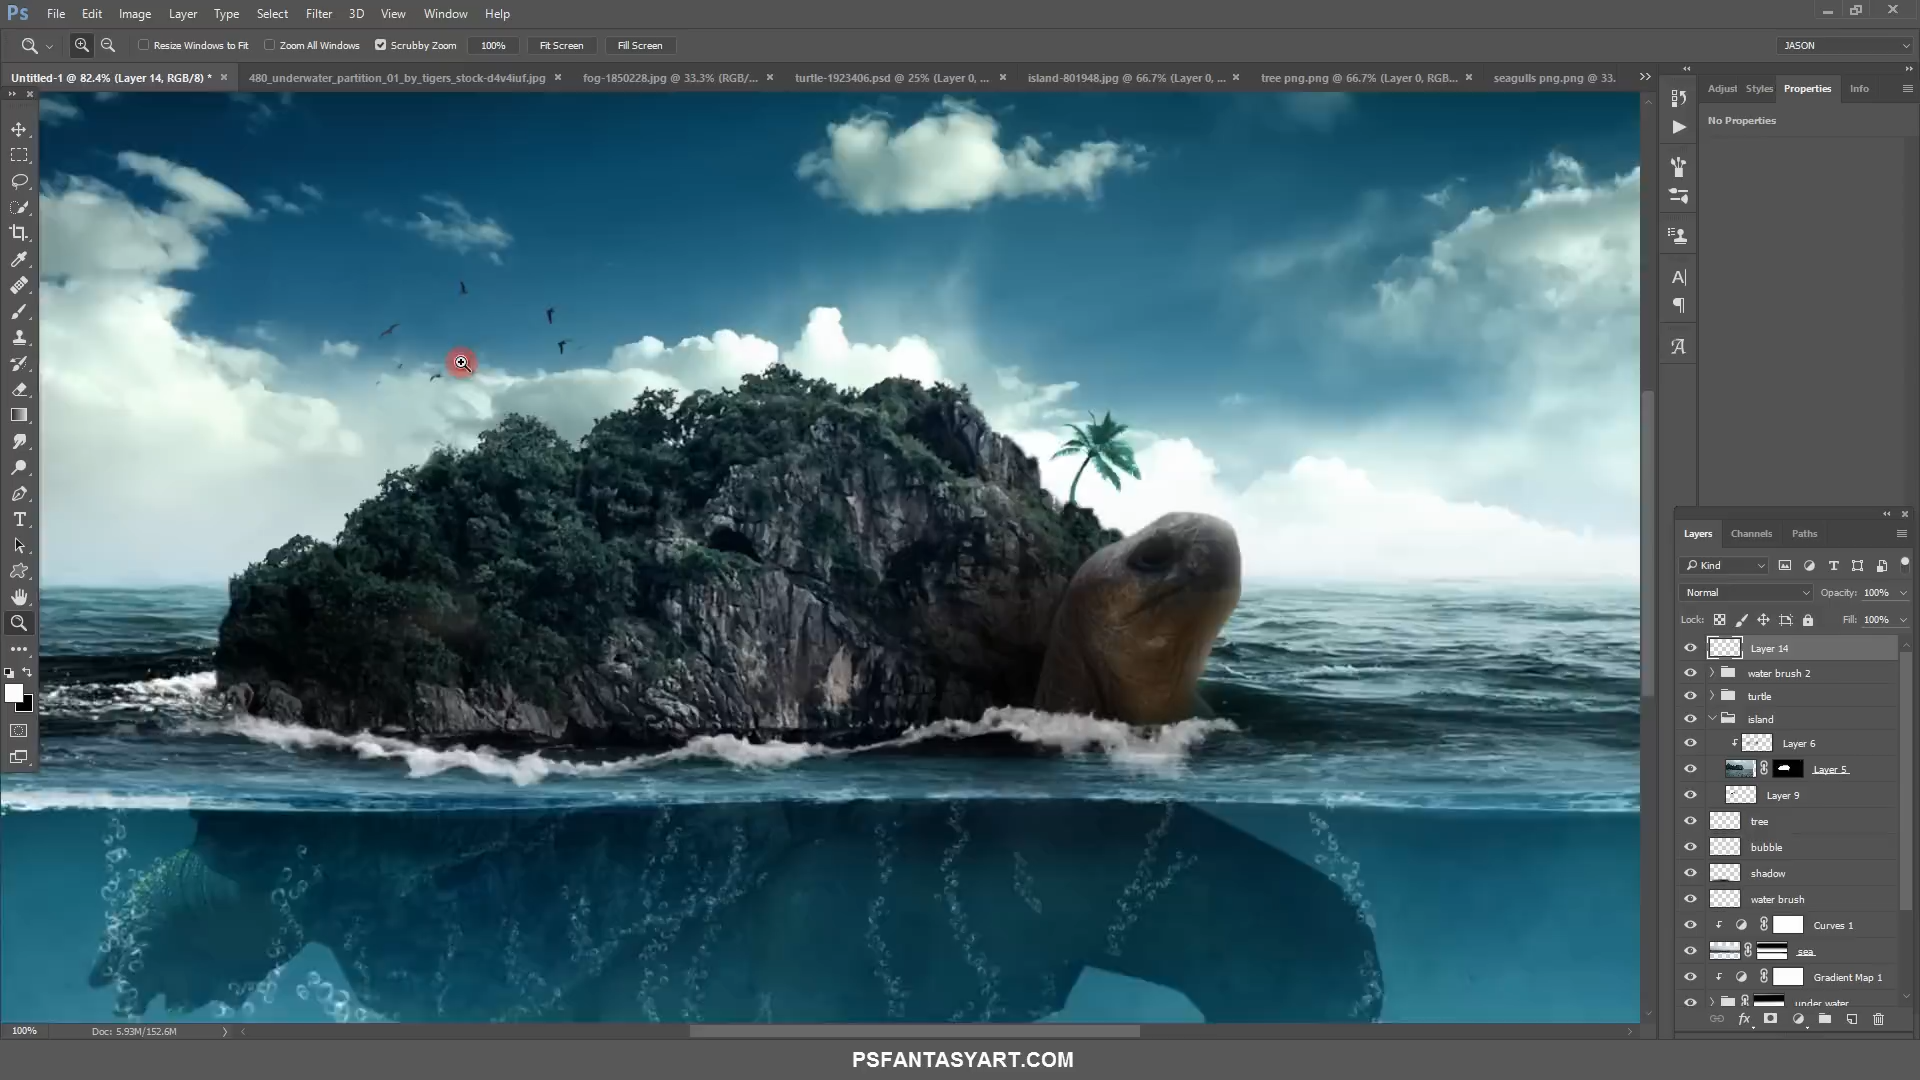 Ps File Edit Image Layer Type Select Filter 3D View Window Help
Resize Windows to Fit Zoom All Windows Scrubby Zoom 100% Fit Screen Fill Screen JASON
Untitled-1 @ 82.4% (Layer 14, RGB/8) * 480_underwater_partition_01_by_tigers_stock-d4v4iuf.jpg fog-1850228.jpg @ 33.3% (RGB/... turtle-1923406.psd @ 25% (Layer 0, ... island-801948.jpg @ 66.7% (Layer 0, ... tree png.png @ 66.7% (Layer 0, RGB... seagulls png.png @ 33.
Adjust Styles Properties Info
No Properties
Layers Channels Paths
Kind
Normal Opacity: 100%
Lock: Fill: 100%
Layer 14
water brush 2
turtle
island
Layer 6
Layer 5
Layer 9
tree
bubble
shadow
water brush
Curves 1
sea
Gradient Map 1
under water
fx
100% Doc: 5.93M/152.6M
PSFANTASYART.COM